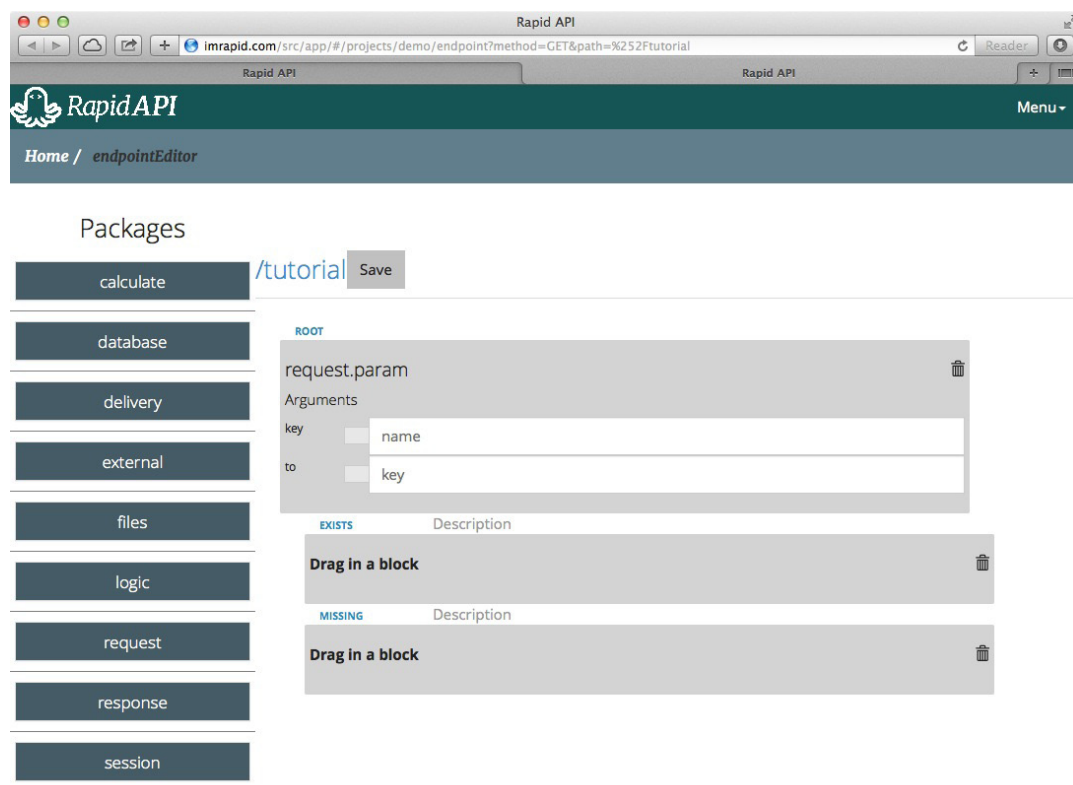 Rapid API
imrapid.com/src/app/#/projects/demo/endpoint?method=GET&path=%252Ftutorial
Reader
Rapid API
Rapid API
RapidAPI
Menu
Home / endpointEditor
Packages
/tutorial Save
calculate
database
delivery
external
files
logic
request
response
session
ROOT
request.param
Arguments
key name
to key
EXISTS Description
Drag in a block
MISSING Description
Drag in a block